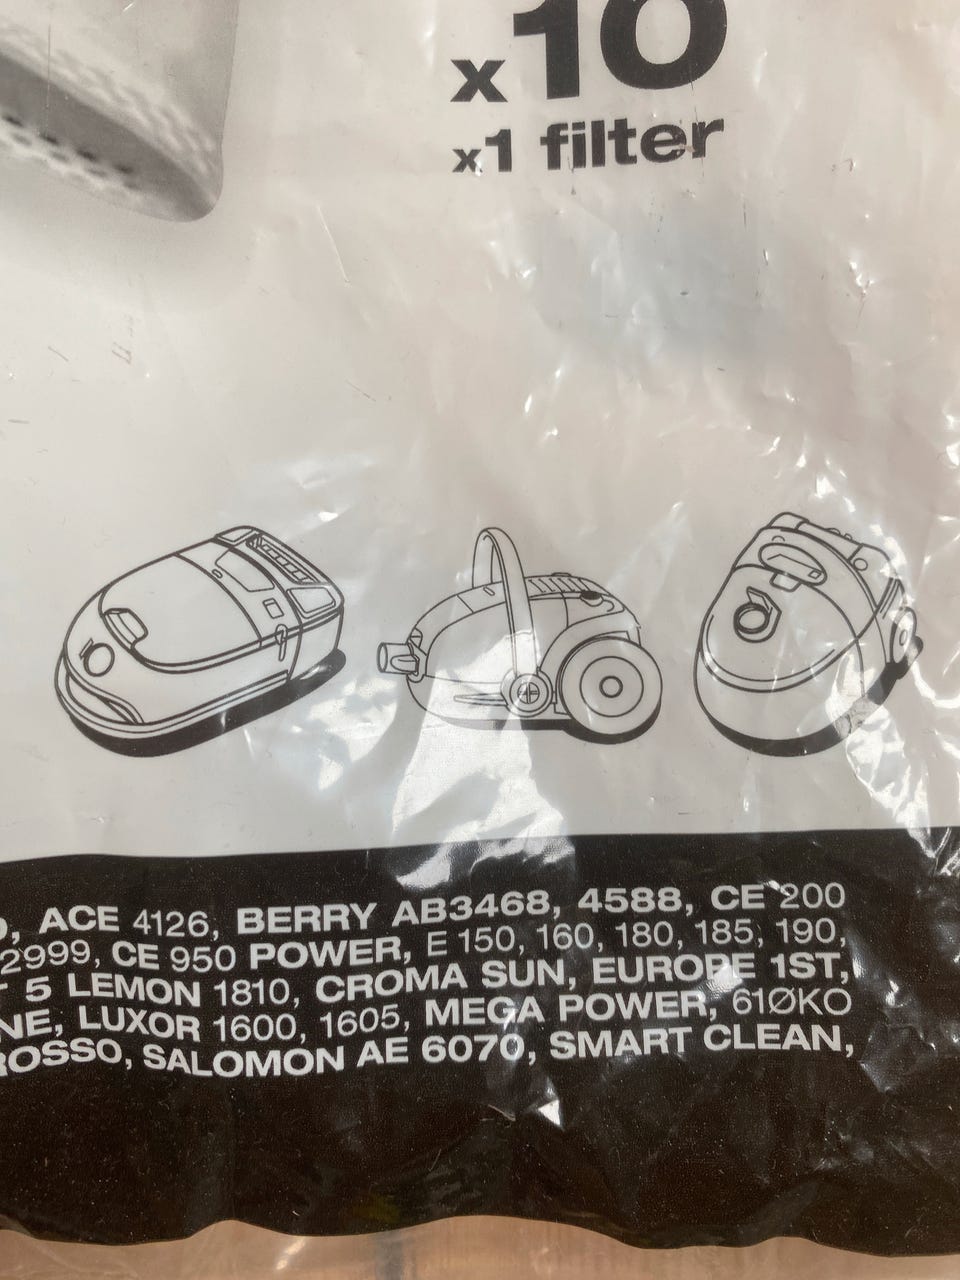 x10
x1 filter
, ACE 4126, BERRY AB3468, 4588, CE 200
2999, CE 950 POWER, E 150, 160, 180, 185, 190,
5 LEMON 1810, CROMA SUN, EUROPE 1ST,
NE, LUXOR 1600, 1605, MEGA POWER, 61ØKO
ROSSO, SALOMON AE 6070, SMART CLEAN,